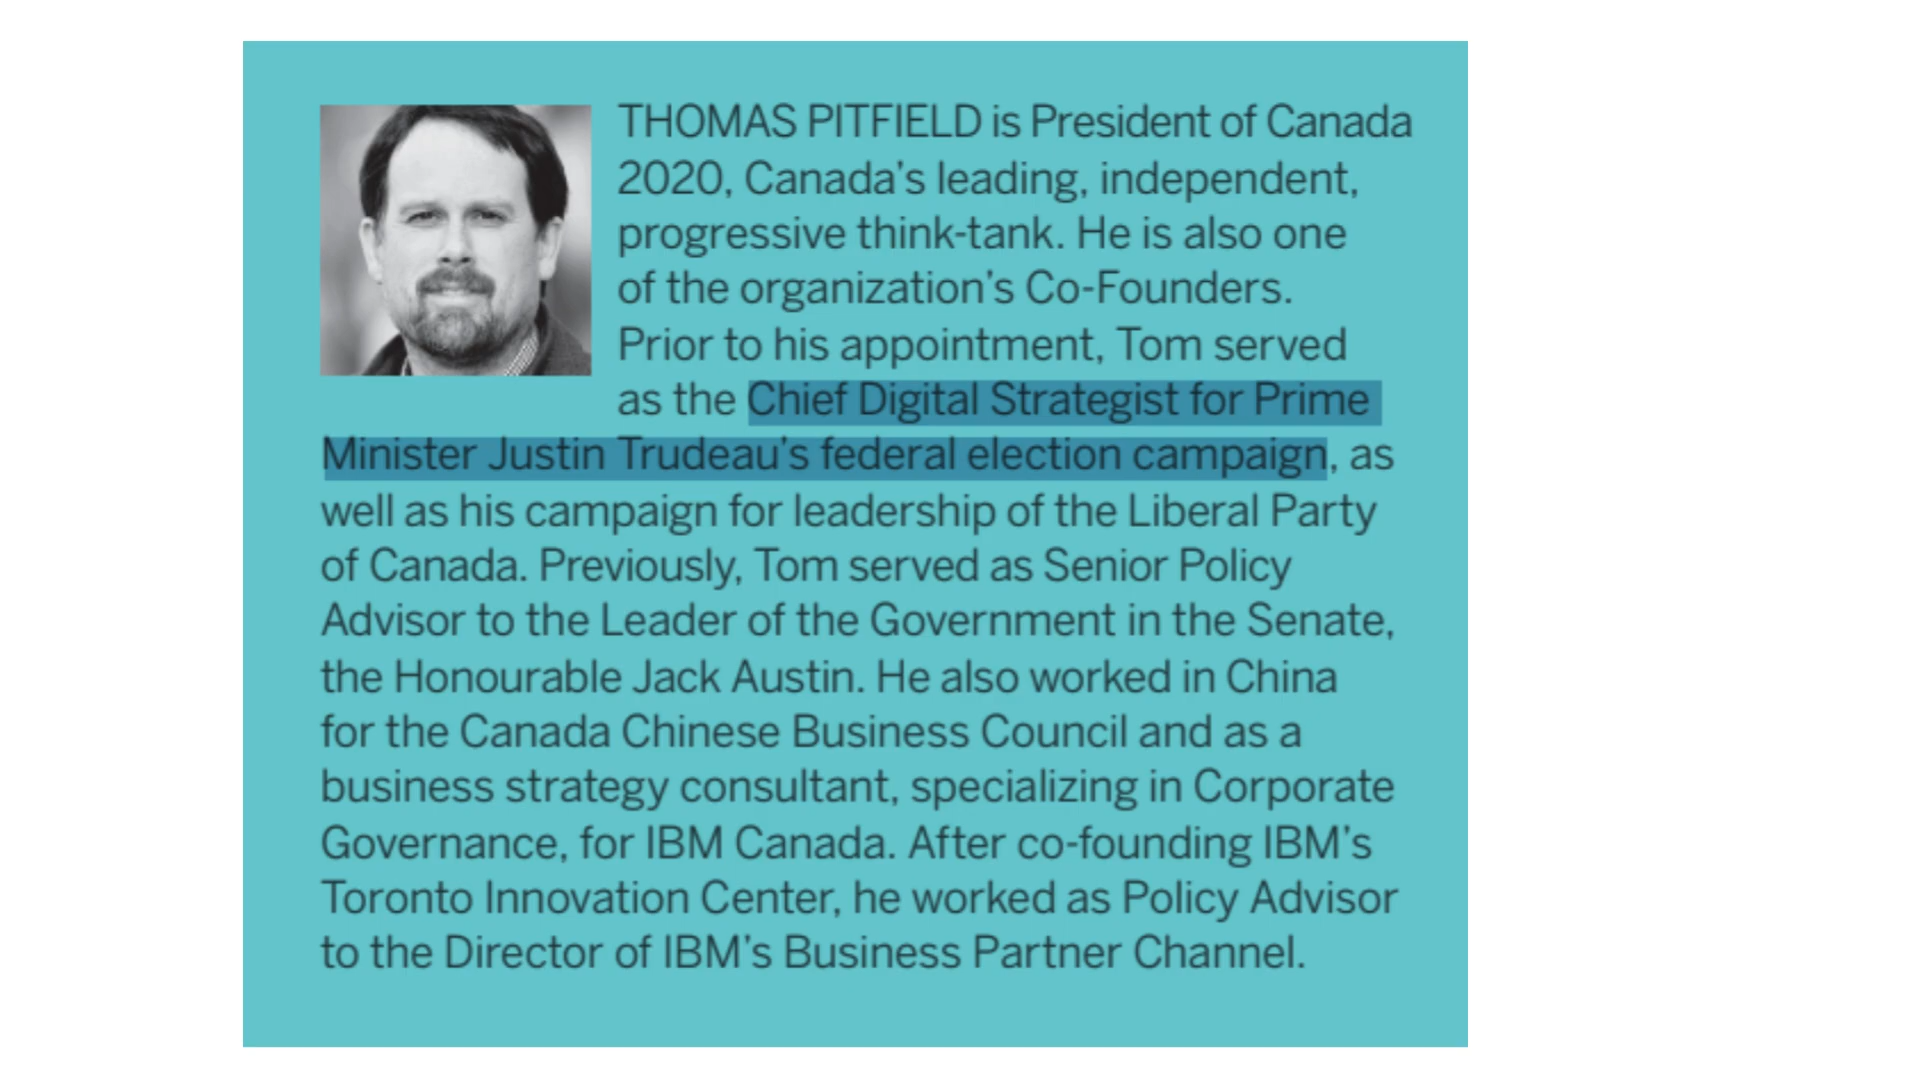 THOMAS PITFIELD is President of Canada
2020, Canada's leading, independent,
progressive think-tank. He is also one
of the organization's Co-Founders.
Prior to his appointment, Tom served
as the Chief Digital Strategist for Prime
Minister Justin Trudeau's federal election campaign, as
well as his campaign for leadership of the Liberal Party
of Canada. Previously, Tom served as Senior Policy
Advisor to the Leader of the Government in the Senate,
the Honourable Jack Austin. He also worked in China
for the Canada Chinese Business Council and as a
business strategy consultant, specializing in Corporate
Governance, for IBM Canada. After co-founding IBM's
Toronto Innovation Center, he worked as Policy Advisor
to the Director of IBM's Business Partner Channel.